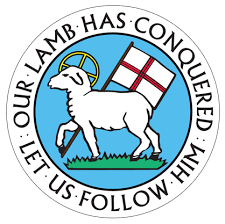 OUR · LAMB · HAS · CONQUERED ·
LET · US · FOLLOW · HIM ·